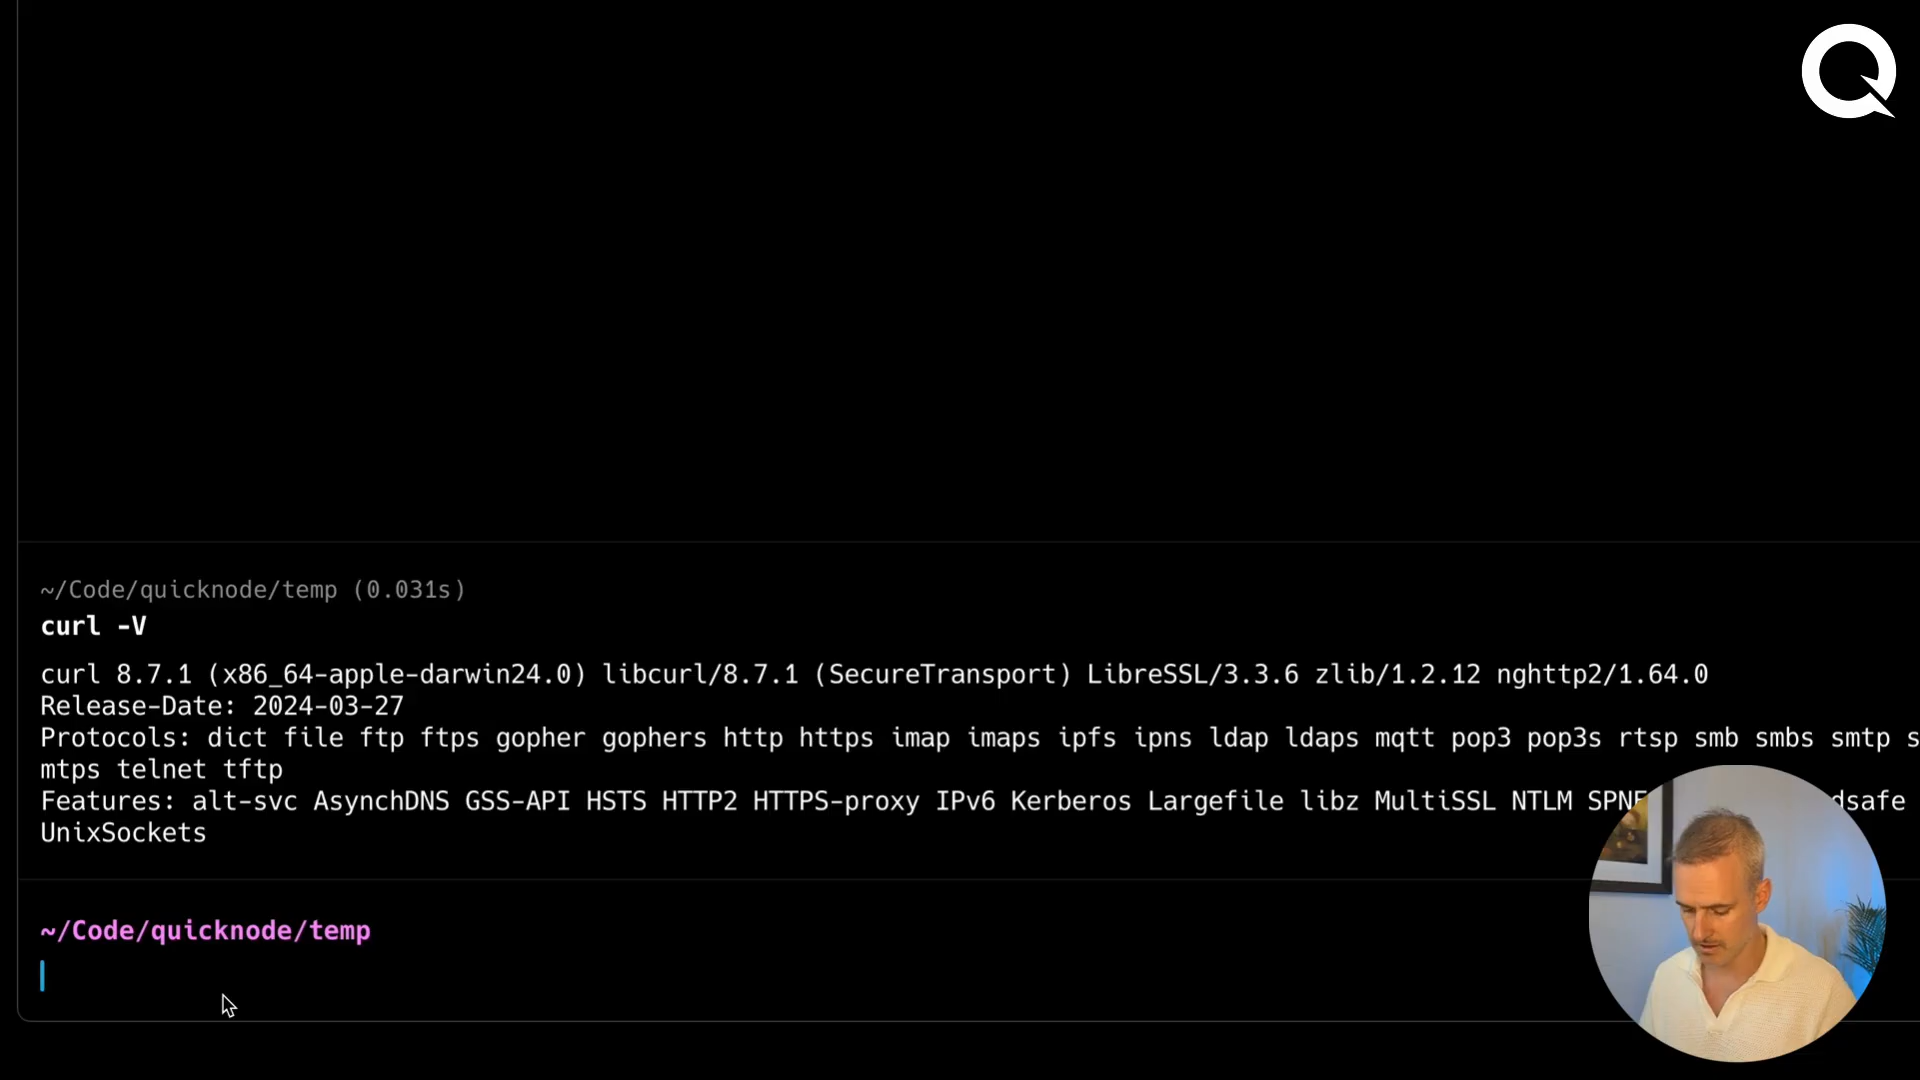 ~/Code/quicknode/temp (0.031s)
curl -V
curl 8.7.1 (x86_64-apple-darwin24.0) libcurl/8.7.1 (SecureTransport) LibreSSL/3.3.6 zlib/1.2.12 nghttp2/1.64.0
Release-Date: 2024-03-27
Protocols: dict file ftp ftps gopher gophers http https imap imaps ipfs ipns ldap ldaps mqtt pop3 pop3s rtsp smb smbs smtp s
mtps telnet tftp
Features: alt-svc AsynchDNS GSS-API HSTS HTTP2 HTTPS-proxy IPv6 Kerberos Largefile libz MultiSSL NTLM
UnixSockets
~/Code/quicknode/temp